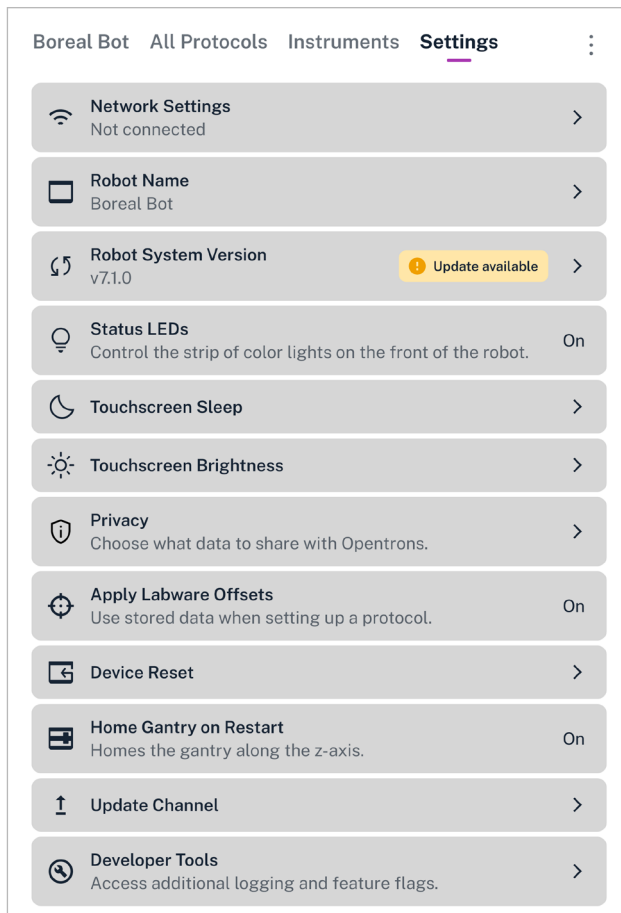 Boreal Bot All Protocols Instruments Settings
Network Settings
Not connected
Robot Name
Boreal Bot
Robot System Version
v7.1.0
Update available
Status LEDs
Control the strip of color lights on the front of the robot.
On
Touchscreen Sleep
Touchscreen Brightness
Privacy
Choose what data to share with Opentrons.
Apply Labware Offsets
Use stored data when setting up a protocol.
On
Device Reset
Home Gantry on Restart
Homes the gantry along the z-axis.
On
Update Channel
Developer Tools
Access additional logging and feature flags.